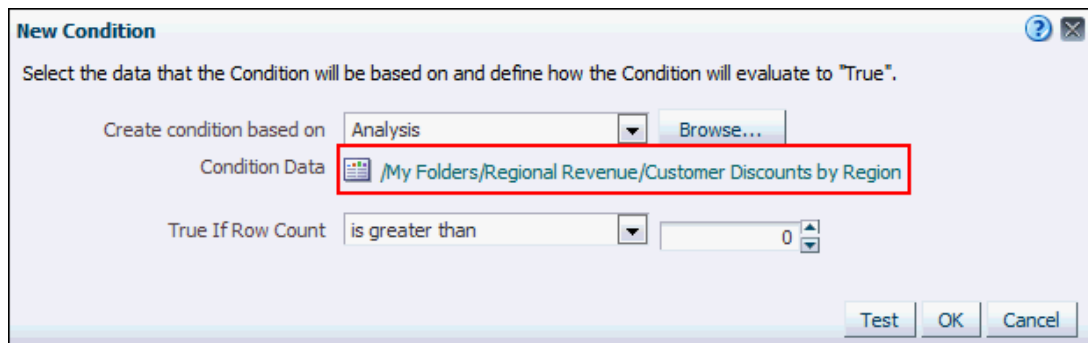 New Condition
Select the data that the Condition will be based on and define how the Condition will evaluate to "True".
Create condition based on Analysis Browse...
Condition Data /My Folders/Regional Revenue/Customer Discounts by Region
True If Row Count is greater than 0
Test OK Cancel